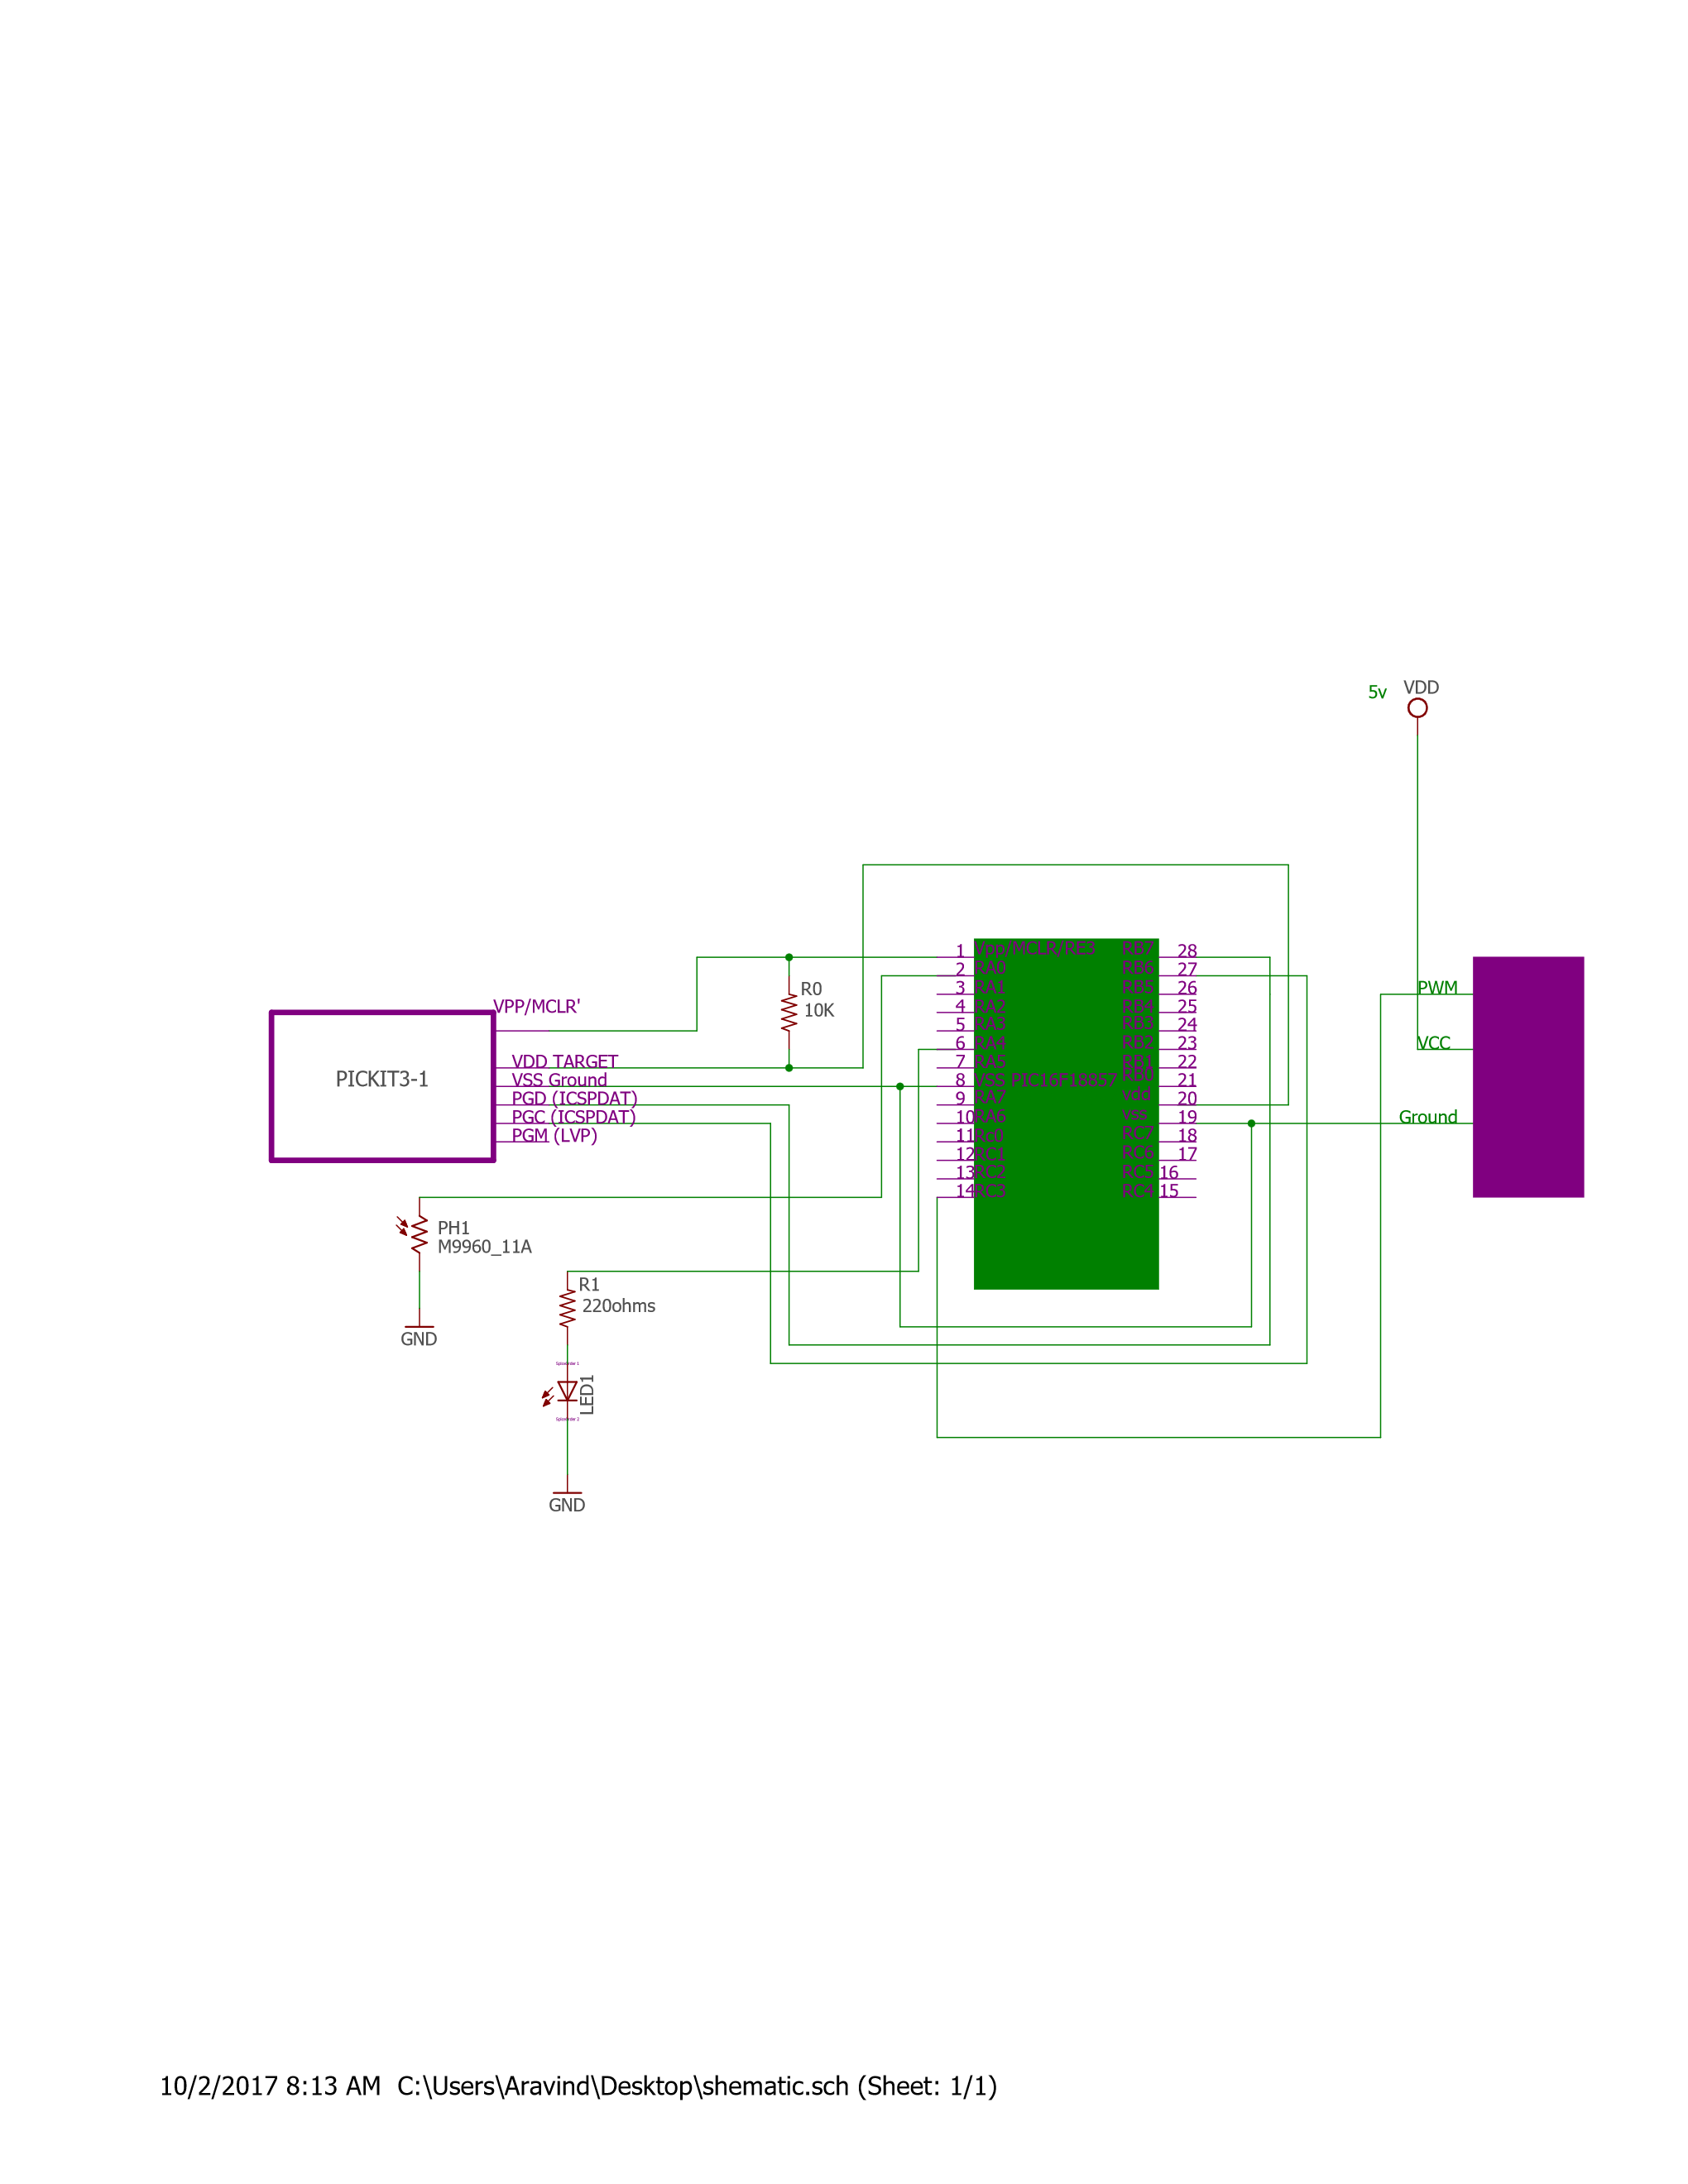 5v
VDD
1 Vpp/MCLR/RE3 RB7 28
2 RA0 RB6 27
3 RA1 RB5 26
4 RA2 RB4 25
5 RA3 RB3 24
6 RA4 RB2 23
7 RA5 RB1 22
8 VSS PIC16F18857 RB0 21
9 RA7 vdd 20
10 RA6 vss 19
11 Rc0 RC7 18
12 RC1 RC6 17
13 RC2 RC5 16
14 RC3 RC4 15
PWM
VCC
Ground
R0
10K
VPP/MCLR'
PICKIT3-1
VDD TARGET
VSS Ground
PGD (ICSPDAT)
PGC (ICSPDAT)
PGM (LVP)
PH1
M9960_11A
GND
R1
220ohms
LED1
GND
10/2/2017 8:13 AM C:\Users\Aravind\Desktop\shematic.sch (Sheet: 1/1)